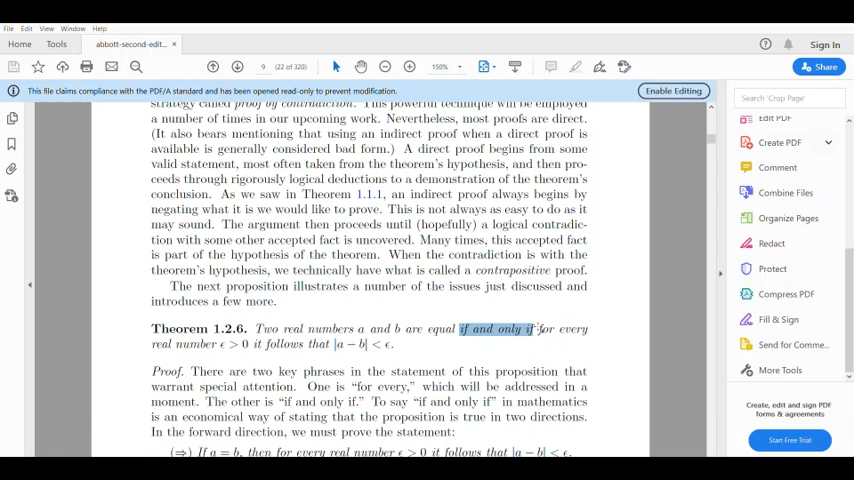 File Edit View Window Help
Home Tools abbott-second-edit... × Sign In
9 (22 of 320) 150% Share
This file claims compliance with the PDF/A standard and has been opened read-only to prevent modification. Enable Editing
strategy called proof by contradiction. This powerful technique will be employed
a number of times in our upcoming work. Nevertheless, most proofs are direct.
(It also bears mentioning that using an indirect proof when a direct proof is
available is generally considered bad form.) A direct proof begins from some
valid statement, most often taken from the theorem's hypothesis, and then pro-
ceeds through rigorously logical deductions to a demonstration of the theorem's
conclusion. As we saw in Theorem 1.1.1, an indirect proof always begins by
negating what it is we would like to prove. This is not always as easy to do as it
may sound. The argument then proceeds until (hopefully) a logical contradic-
tion with some other accepted fact is uncovered. Many times, this accepted fact
is part of the hypothesis of the theorem. When the contradiction is with the
theorem's hypothesis, we technically have what is called a contrapositive proof.
The next proposition illustrates a number of the issues just discussed and
introduces a few more.
Theorem 1.2.6. Two real numbers a and b are equal if and only if for every
real number ϵ > 0 it follows that |a − b| < ϵ.
Proof. There are two key phrases in the statement of this proposition that
warrant special attention. One is "for every," which will be addressed in a
moment. The other is "if and only if." To say "if and only if" in mathematics
is an economical way of stating that the proposition is true in two directions.
In the forward direction, we must prove the statement:
(⇒) If a = b, then for every real number ϵ > 0 it follows that |a − b| < ϵ.
Search 'Crop Page'
Edit PDF
Create PDF
Comment
Combine Files
Organize Pages
Redact
Protect
Compress PDF
Fill & Sign
Send for Comme...
More Tools
Create, edit and sign PDF
forms & agreements
Start Free Trial